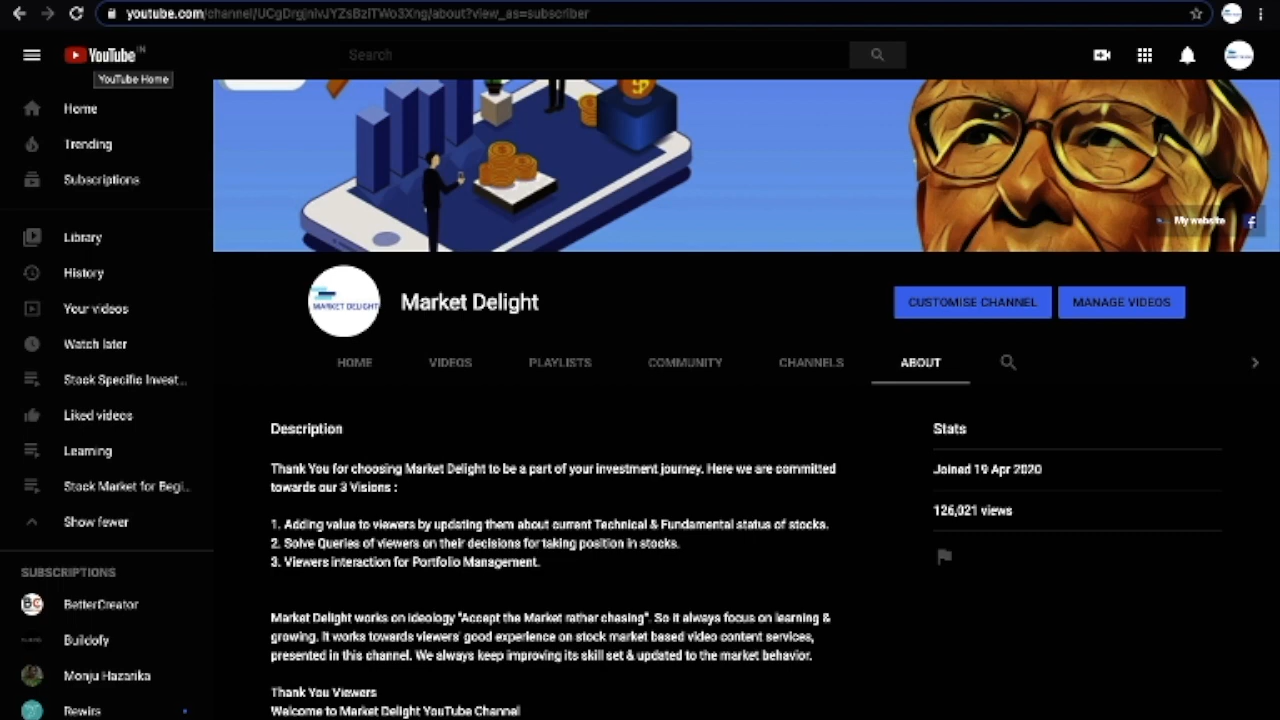 youtube.com/channel/UCgDrgjnivJYZsBzITWo3Xng/about?view_as=subscriber
YouTube IN
Search
YouTube Home
Home
Trending
Subscriptions
Library
History
Your videos
Watch later
Stock Specific Invest...
Liked videos
Learning
Stock Market for Begi...
Show fewer
SUBSCRIPTIONS
BetterCreator
Buildofy
Monju Hazarika
Rewirs
My website
MARKET DELIGHT
Market Delight
CUSTOMISE CHANNEL
MANAGE VIDEOS
HOME
VIDEOS
PLAYLISTS
COMMUNITY
CHANNELS
ABOUT
Description
Thank You for choosing Market Delight to be a part of your investment journey. Here we are committed
towards our 3 Visions :
1. Adding value to viewers by updating them about current Technical & Fundamental status of stocks.
2. Solve Queries of viewers on their decisions for taking position in stocks.
3. Viewers interaction for Portfolio Management.
Market Delight works on ideology "Accept the Market rather chasing". So it always focus on learning &
growing. It works towards viewers' good experience on stock market based video content services,
presented in this channel. We always keep improving its skill set & updated to the market behavior.
Thank You Viewers
Welcome to Market Delight YouTube Channel
Stats
Joined 19 Apr 2020
126,021 views